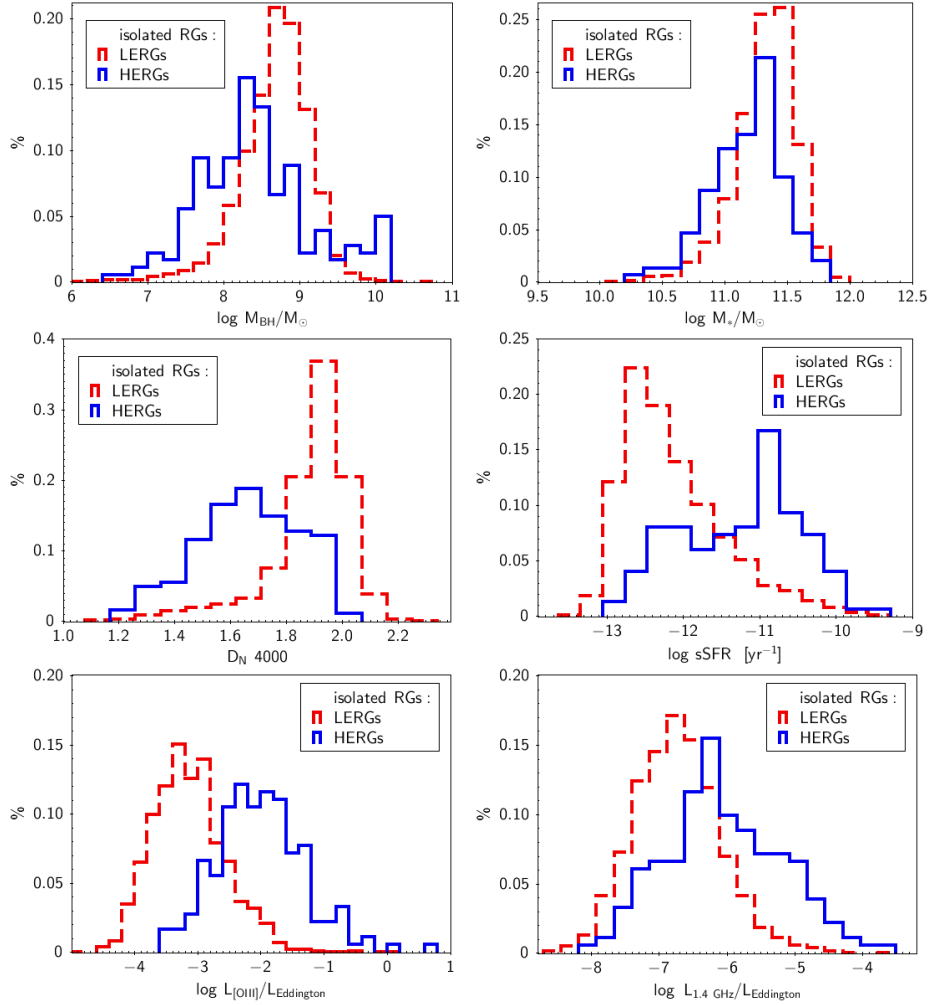 0.20
0.15
0.10
0.05
0
%
isolated RGs :
LERGs
HERGs
6 7 8 9 10 11
log M_BH/M_⊙
0.25
0.20
0.15
0.10
0.05
0
%
isolated RGs :
LERGs
HERGs
9.5 10.0 10.5 11.0 11.5 12.0 12.5
log M_*/M_⊙
0.4
0.3
0.2
0.1
0
%
isolated RGs :
LERGs
HERGs
1.0 1.2 1.4 1.6 1.8 2.0 2.2
D_N 4000
0.25
0.20
0.15
0.10
0.05
0
%
isolated RGs :
LERGs
HERGs
−13 −12 −11 −10 −9
log sSFR [yr⁻¹]
0.20
0.15
0.10
0.05
0
%
isolated RGs :
LERGs
HERGs
−4 −3 −2 −1 0 1
log L_[OIII]/L_Eddington
0.20
0.15
0.10
0.05
0
%
isolated RGs :
LERGs
HERGs
−8 −7 −6 −5 −4
log L_1.4 GHz/L_Eddington